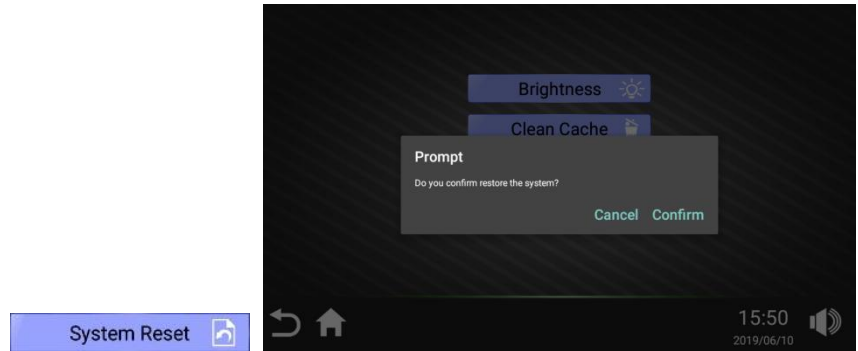 System Reset
Brightness
Clean Cache
Prompt
Do you confirm restore the system?
Cancel Confirm
15:50
2019/06/10